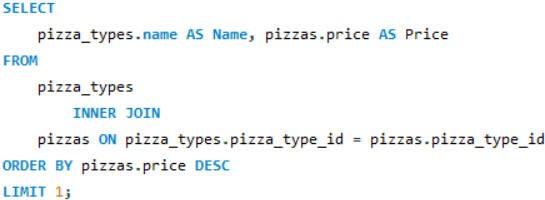 SELECT
pizza_types.name AS Name, pizzas.price AS Price
FROM
pizza_types
INNER JOIN
pizzas ON pizza_types.pizza_type_id = pizzas.pizza_type_id
ORDER BY pizzas.price DESC
LIMIT 1;